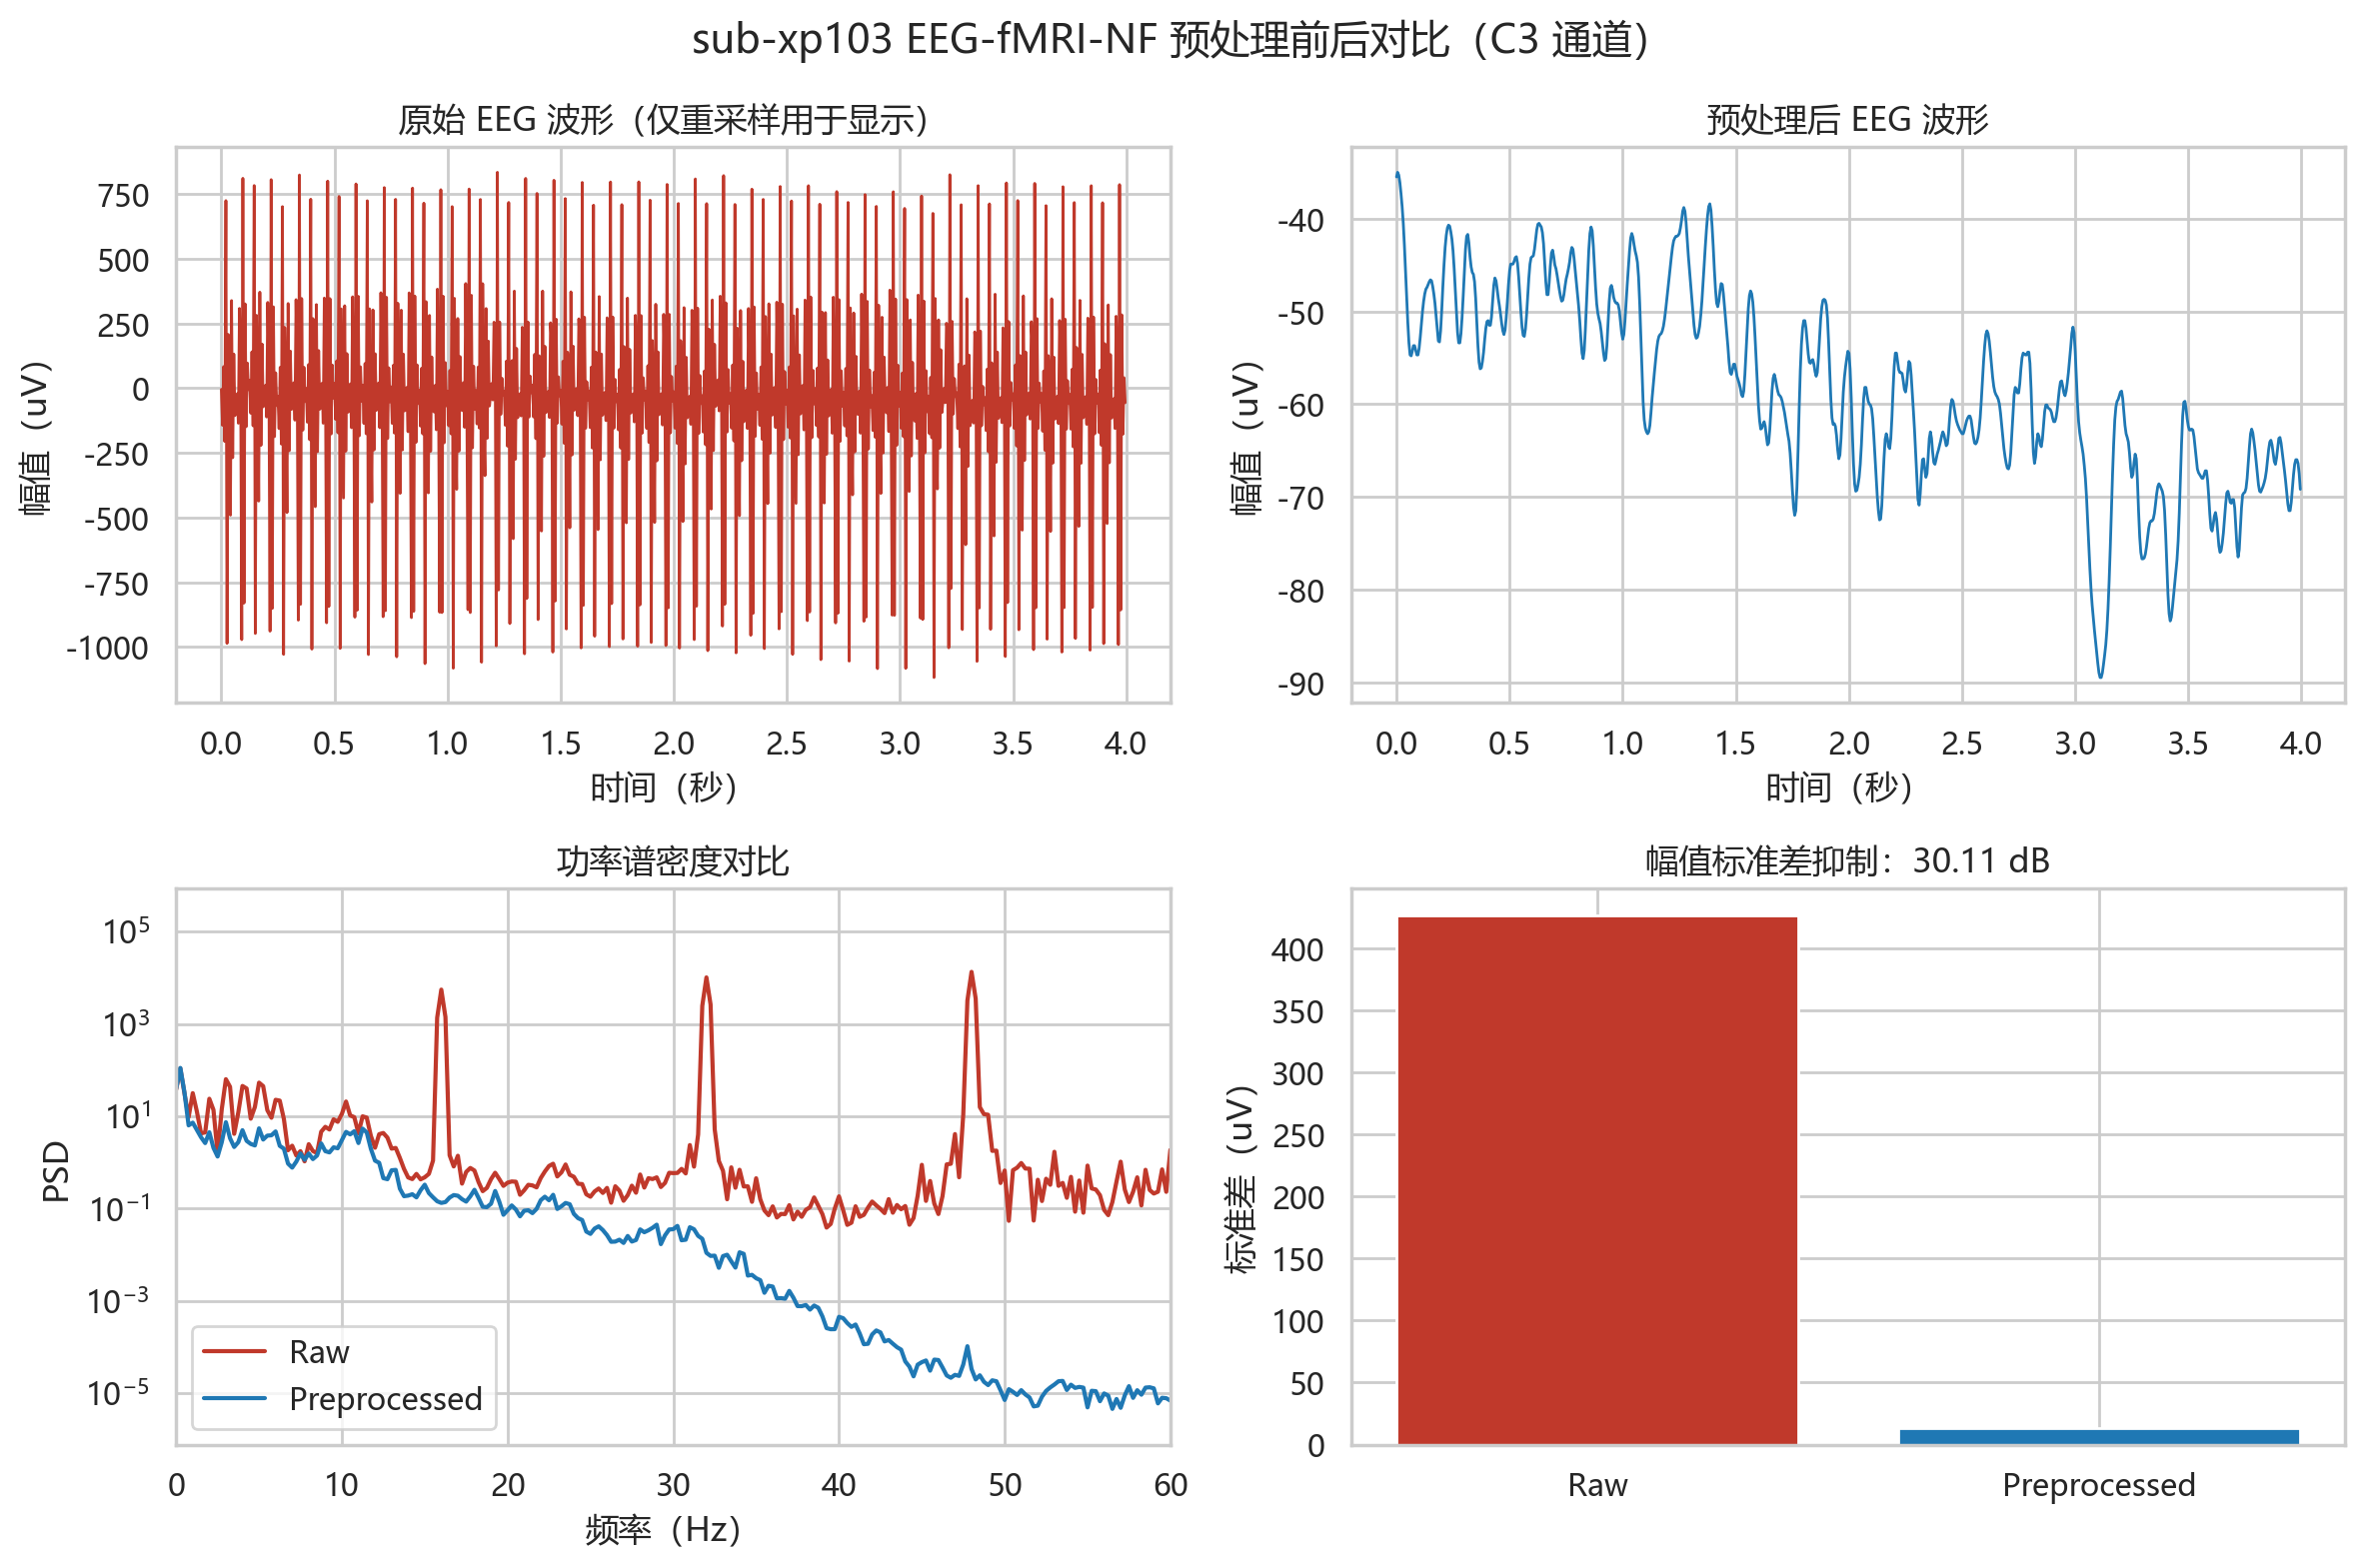 sub-xp103 EEG-fMRI-NF 预处理前后对比（C3 通道）
原始 EEG 波形（仅重采样用于显示）
幅值（uV）
750
500
250
0
-250
-500
-750
-1000
0.0 0.5 1.0 1.5 2.0 2.5 3.0 3.5 4.0
时间（秒）
预处理后 EEG 波形
幅值（uV）
-40
-50
-60
-70
-80
-90
0.0 0.5 1.0 1.5 2.0 2.5 3.0 3.5 4.0
时间（秒）
功率谱密度对比
PSD
10⁵
10³
10¹
10⁻¹
10⁻³
10⁻⁵
Raw
Preprocessed
0 10 20 30 40 50 60
频率（Hz）
幅值标准差抑制：30.11 dB
标准差（uV）
400
350
300
250
200
150
100
50
0
Raw Preprocessed